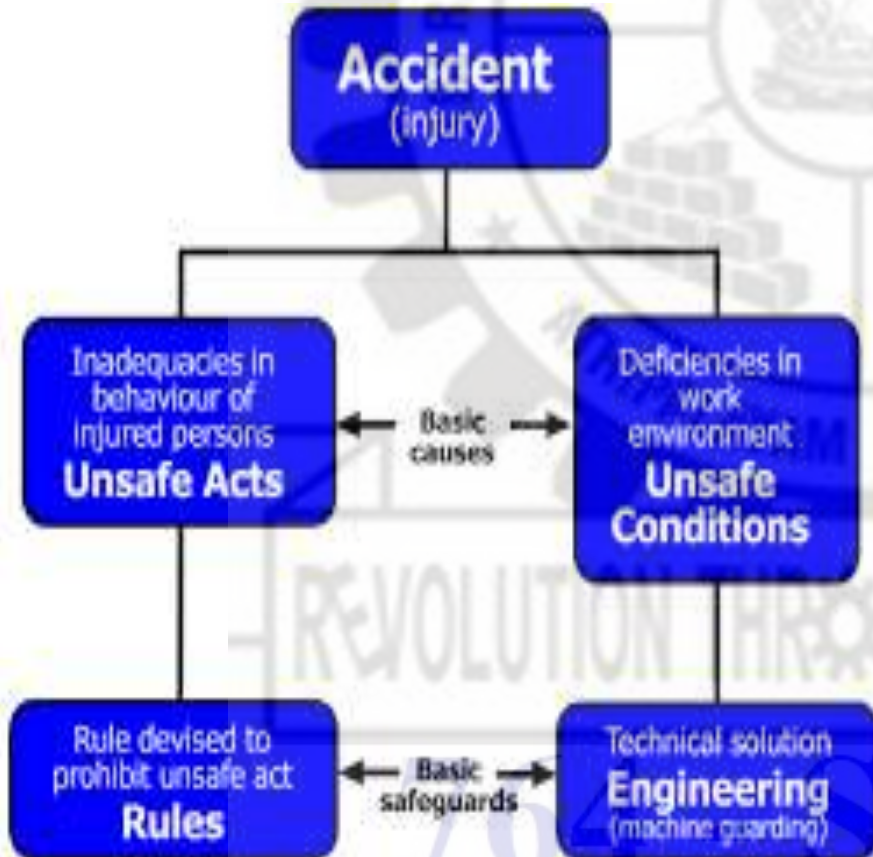 Accident
(injury)
Inadequacies in
behaviour of
injured persons
Unsafe Acts
Basic
causes
Deficiencies in
work
environment
Unsafe
Conditions
REVOLUTION
Rule devised to
prohibit unsafe act
Rules
Basic
safeguards
Technical solution
Engineering
(machine guarding)